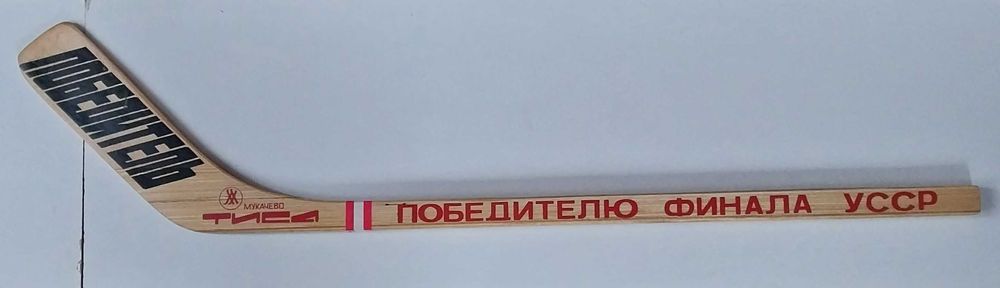 ПОБЕДИТЕЛЬ
МУКАЧЕВО
ТИСА
ПОБЕДИТЕЛЮ ФИНАЛА УССР